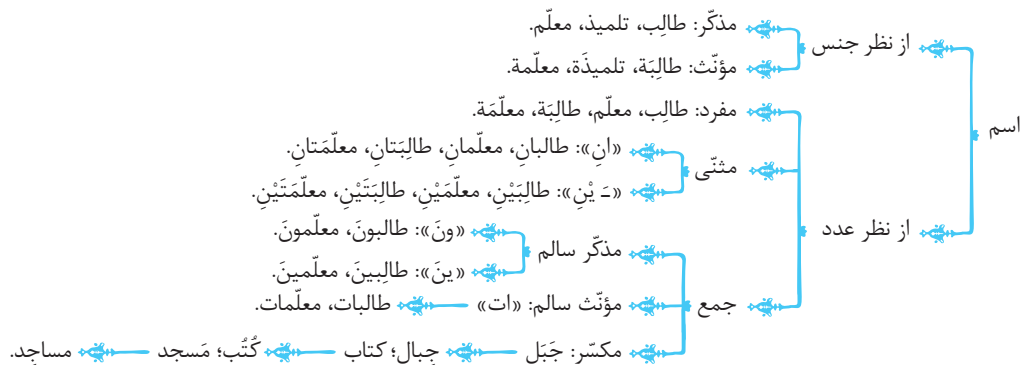 اسم
از نظر جنس
مذکّر: طالِب، تلمیذ، معلّم.
مؤنّث: طالِبَة، تلمیذَة، معلّمة.
از نظر عدد
مفرد: طالِب، معلّم، طالِبَة، معلّمَة.
مثنّی
«انِ»: طالبانِ، معلّمانِ، طالِبَتانِ، معلّمَتانِ.
«ـَ یْنِ»: طالِبَیْنِ، معلّمَیْنِ، طالِبَتَیْنِ، معلّمَتَیْنِ.
جمع
مذکّر سالم
«ونَ»: طالبونَ، معلّمونَ.
«ینَ»: طالِبینَ، معلّمینَ.
مؤنّث سالم: «ات» طالبات، معلّمات.
مکسّر: جَبَل جِبال؛ کتاب کُتُب؛ مَسجد مساجِد.